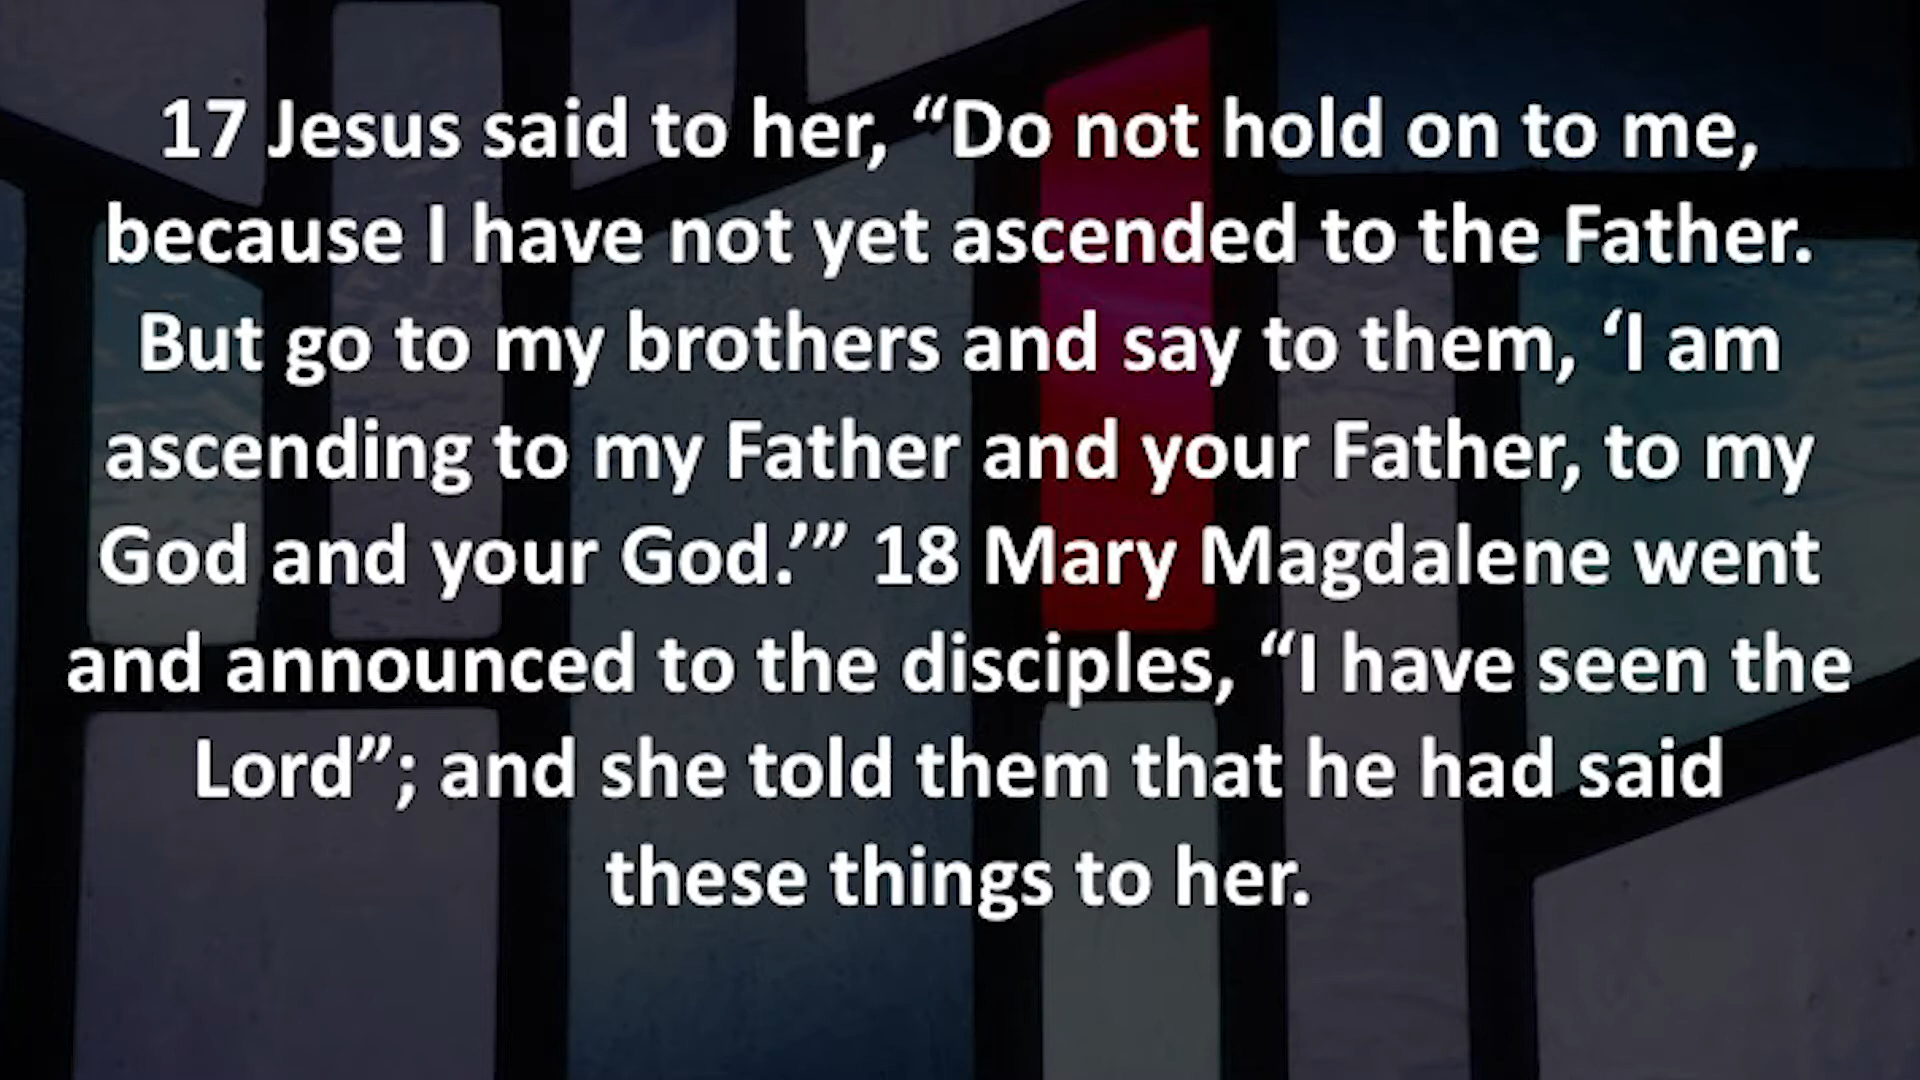 17 Jesus said to her, “Do not hold on to me,
because I have not yet ascended to the Father.
But go to my brothers and say to them, ‘I am
ascending to my Father and your Father, to my
God and your God.’” 18 Mary Magdalene went
and announced to the disciples, “I have seen the
Lord”; and she told them that he had said
these things to her.